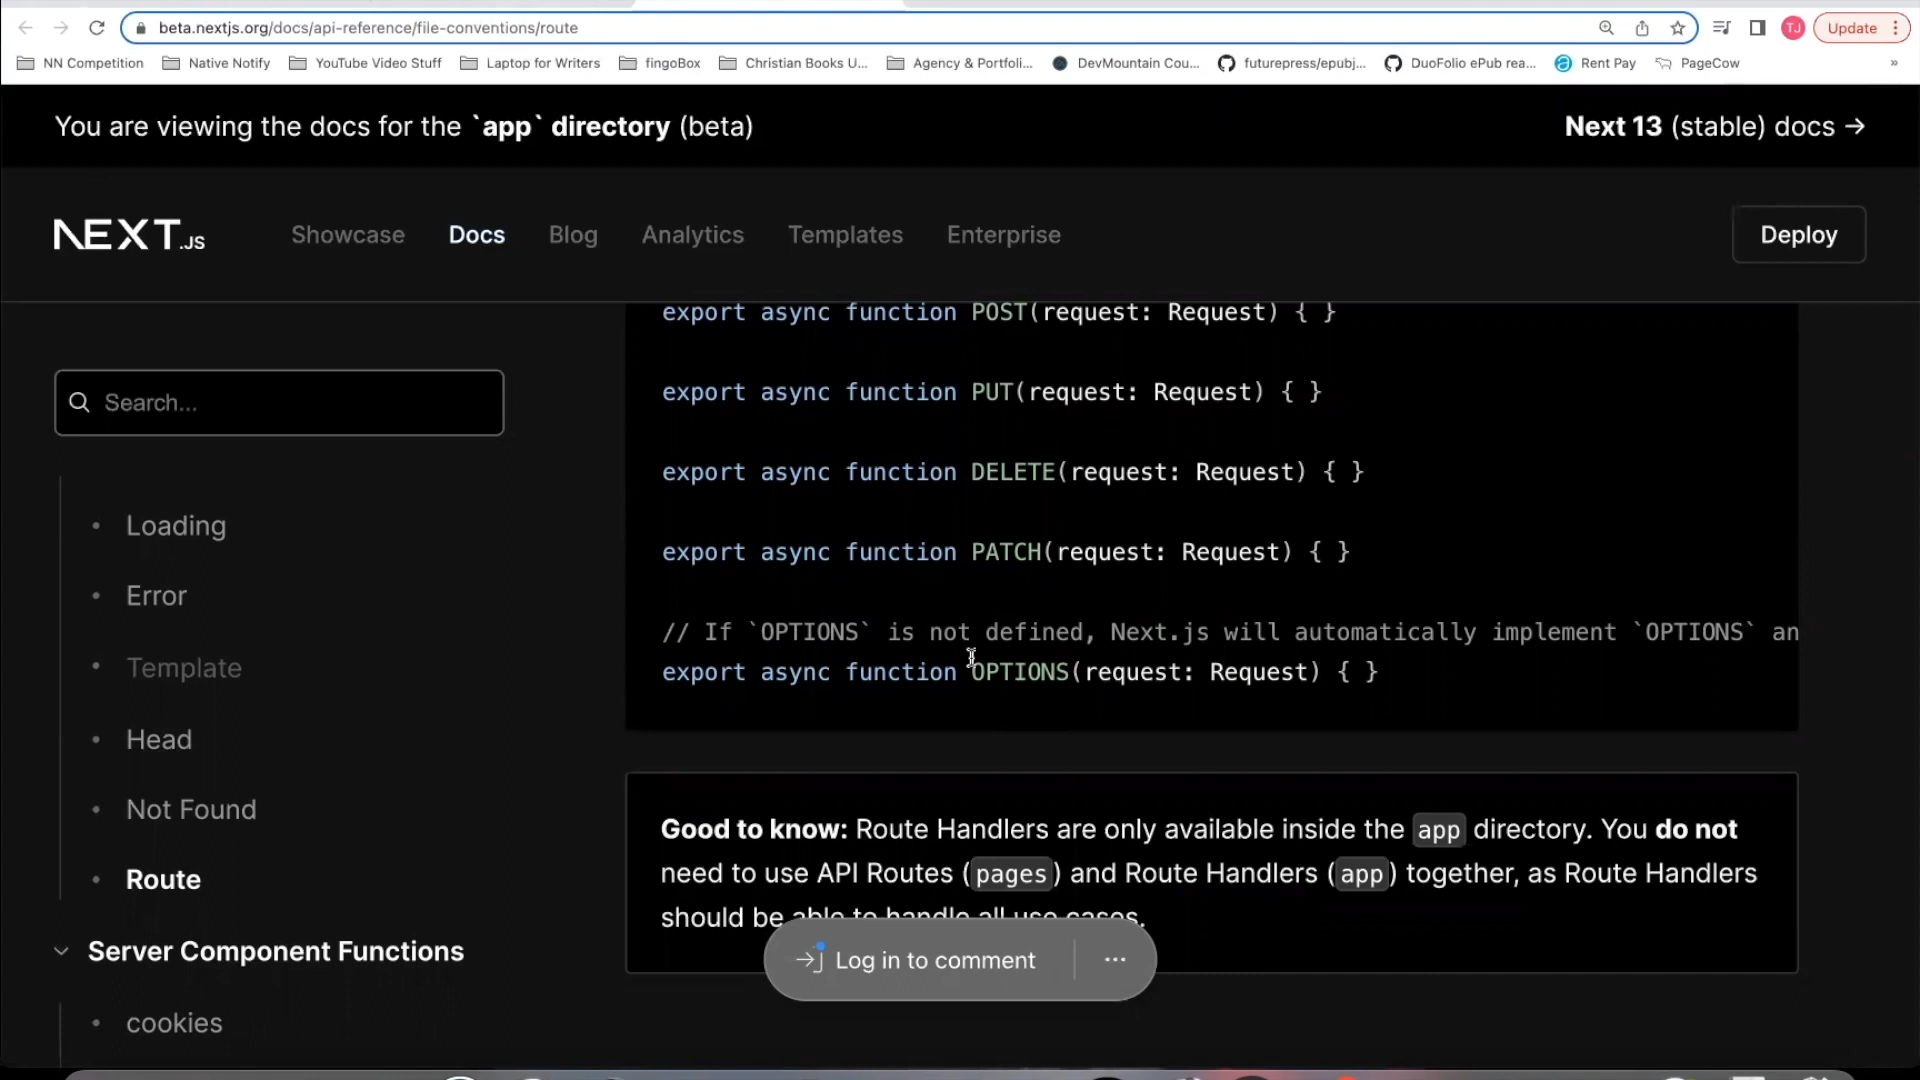 beta.nextjs.org/docs/api-reference/file-conventions/route
TJ
Update
NN Competition
Native Notify
YouTube Video Stuff
Laptop for Writers
fingoBox
Christian Books U...
Agency & Portfoli...
DevMountain Cou...
futurepress/epubj...
DuoFolio ePub rea...
Rent Pay
PageCow
»
You are viewing the docs for the `app` directory (beta)
Next 13 (stable) docs →
NEXT.JS
Showcase
Docs
Blog
Analytics
Templates
Enterprise
Deploy
Search...
Loading
Error
Template
Head
Not Found
Route
Server Component Functions
cookies
export async function POST(request: Request) { }
export async function PUT(request: Request) { }
export async function DELETE(request: Request) { }
export async function PATCH(request: Request) { }
// If `OPTIONS` is not defined, Next.js will automatically implement `OPTIONS` an
export async function OPTIONS(request: Request) { }
Good to know: Route Handlers are only available inside the app directory. You do not
need to use API Routes (pages) and Route Handlers (app) together, as Route Handlers
should be able to handle all use cases.
Log in to comment